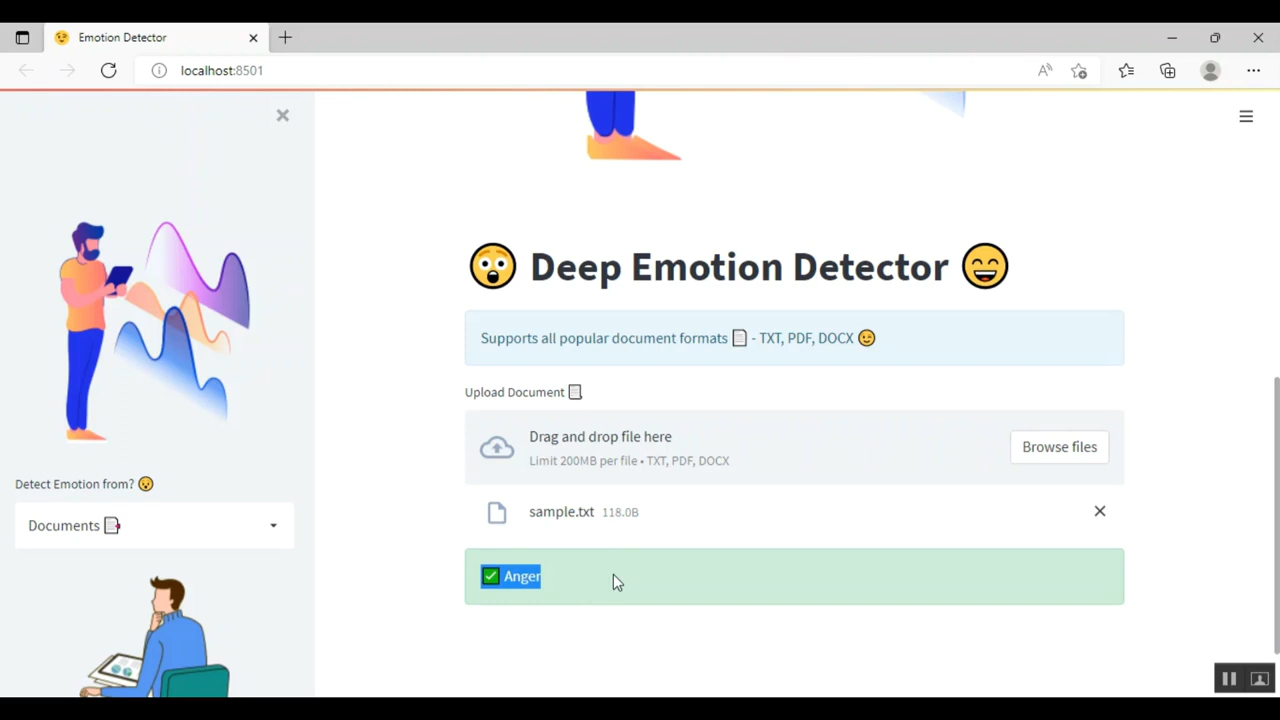 Emotion Detector
localhost:8501
Deep Emotion Detector
Supports all popular document formats - TXT, PDF, DOCX
Upload Document
Drag and drop file here
Limit 200MB per file • TXT, PDF, DOCX
Browse files
sample.txt 118.0B
Anger
Detect Emotion from?
Documents